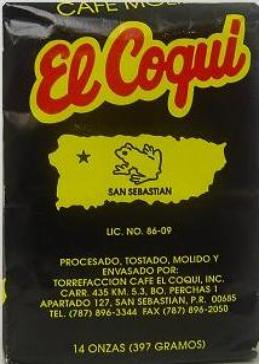 CAFE MOLI
El Coqui
SAN SEBASTIAN
LIC. NO. 86-09
PROCESADO, TOSTADO, MOLIDO Y
ENVASADO POR:
TORREFACCION CAFE EL COQUI, INC.
CARR. 435 KM. 5.3, BO. PERCHAS 1
APARTADO 127, SAN SEBASTIAN, P.R. 00685
TEL. (787) 896-3344 FAX (787) 896-2050
14 ONZAS (397 GRAMOS)